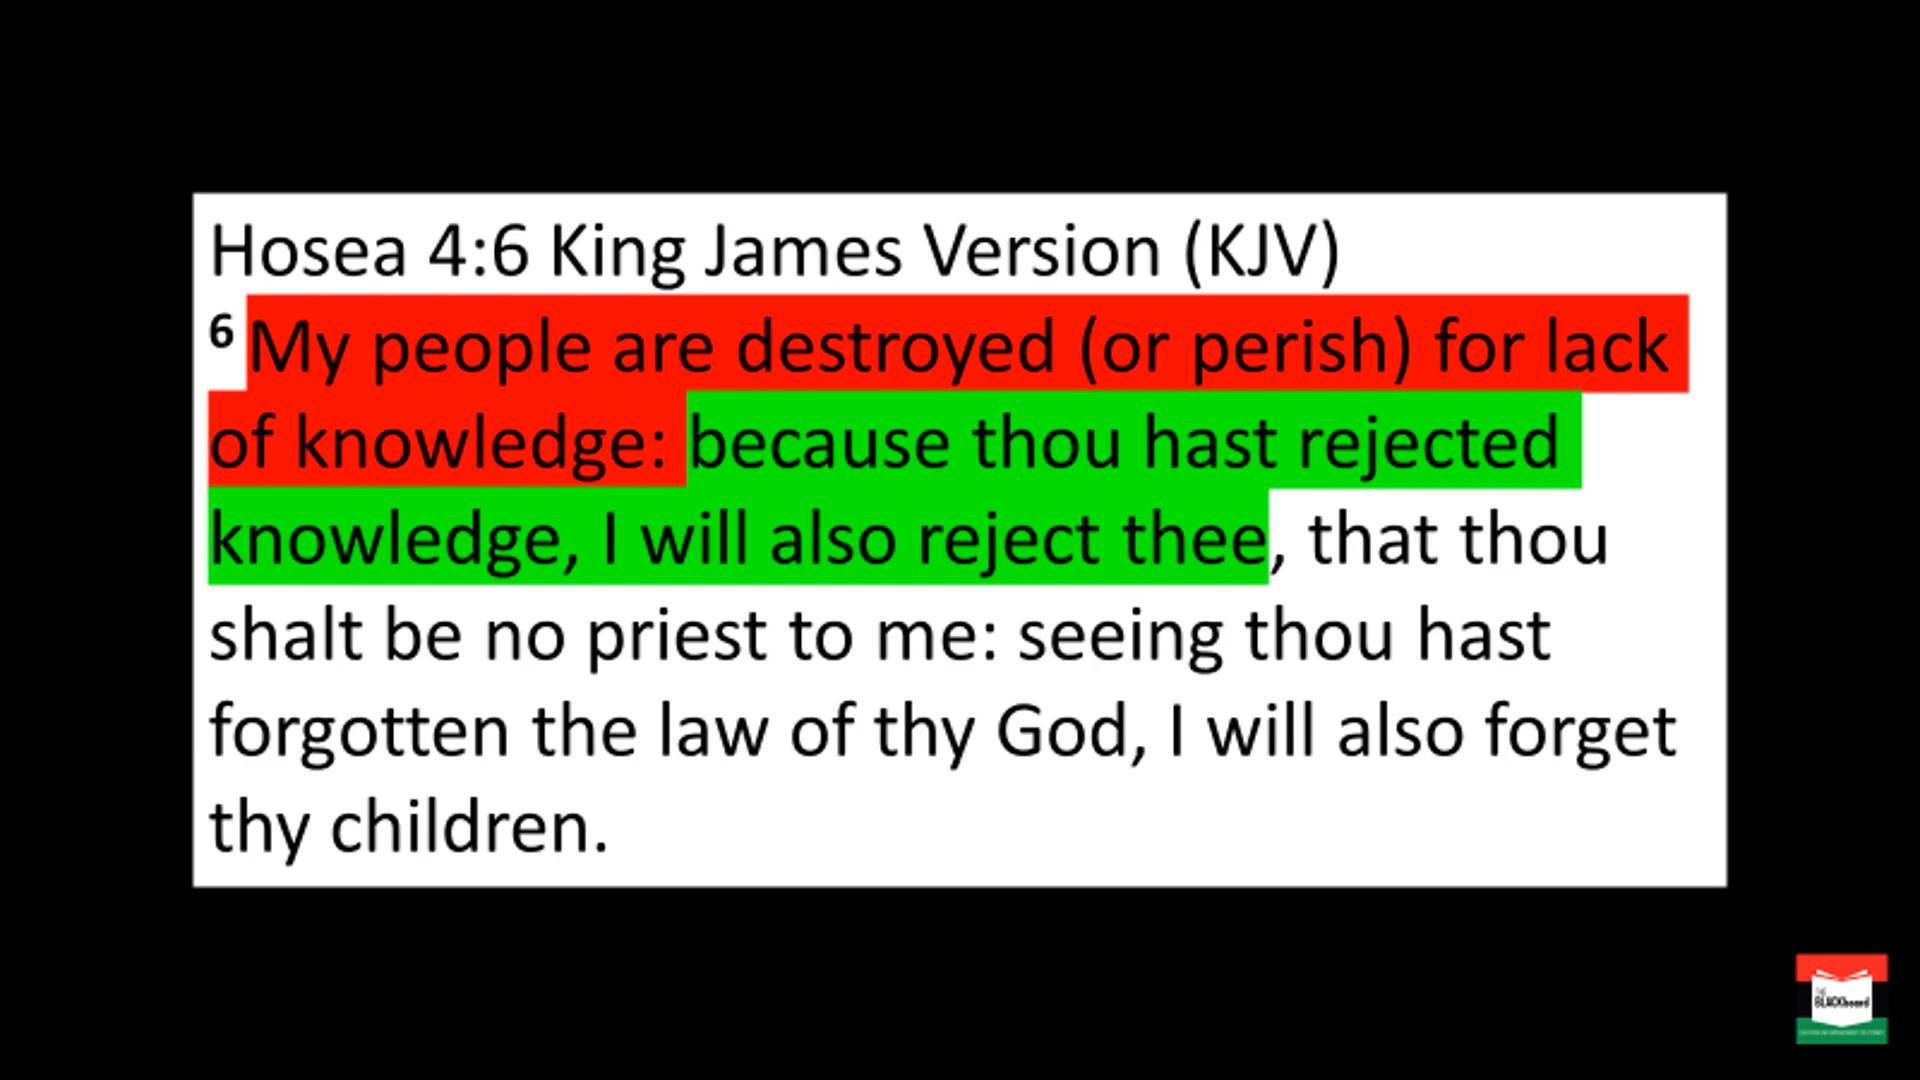 Hosea 4:6 King James Version (KJV)
6 My people are destroyed (or perish) for lack
of knowledge: because thou hast rejected
knowledge, I will also reject thee, that thou
shalt be no priest to me: seeing thou hast
forgotten the law of thy God, I will also forget
thy children.
THE
BLACKboard